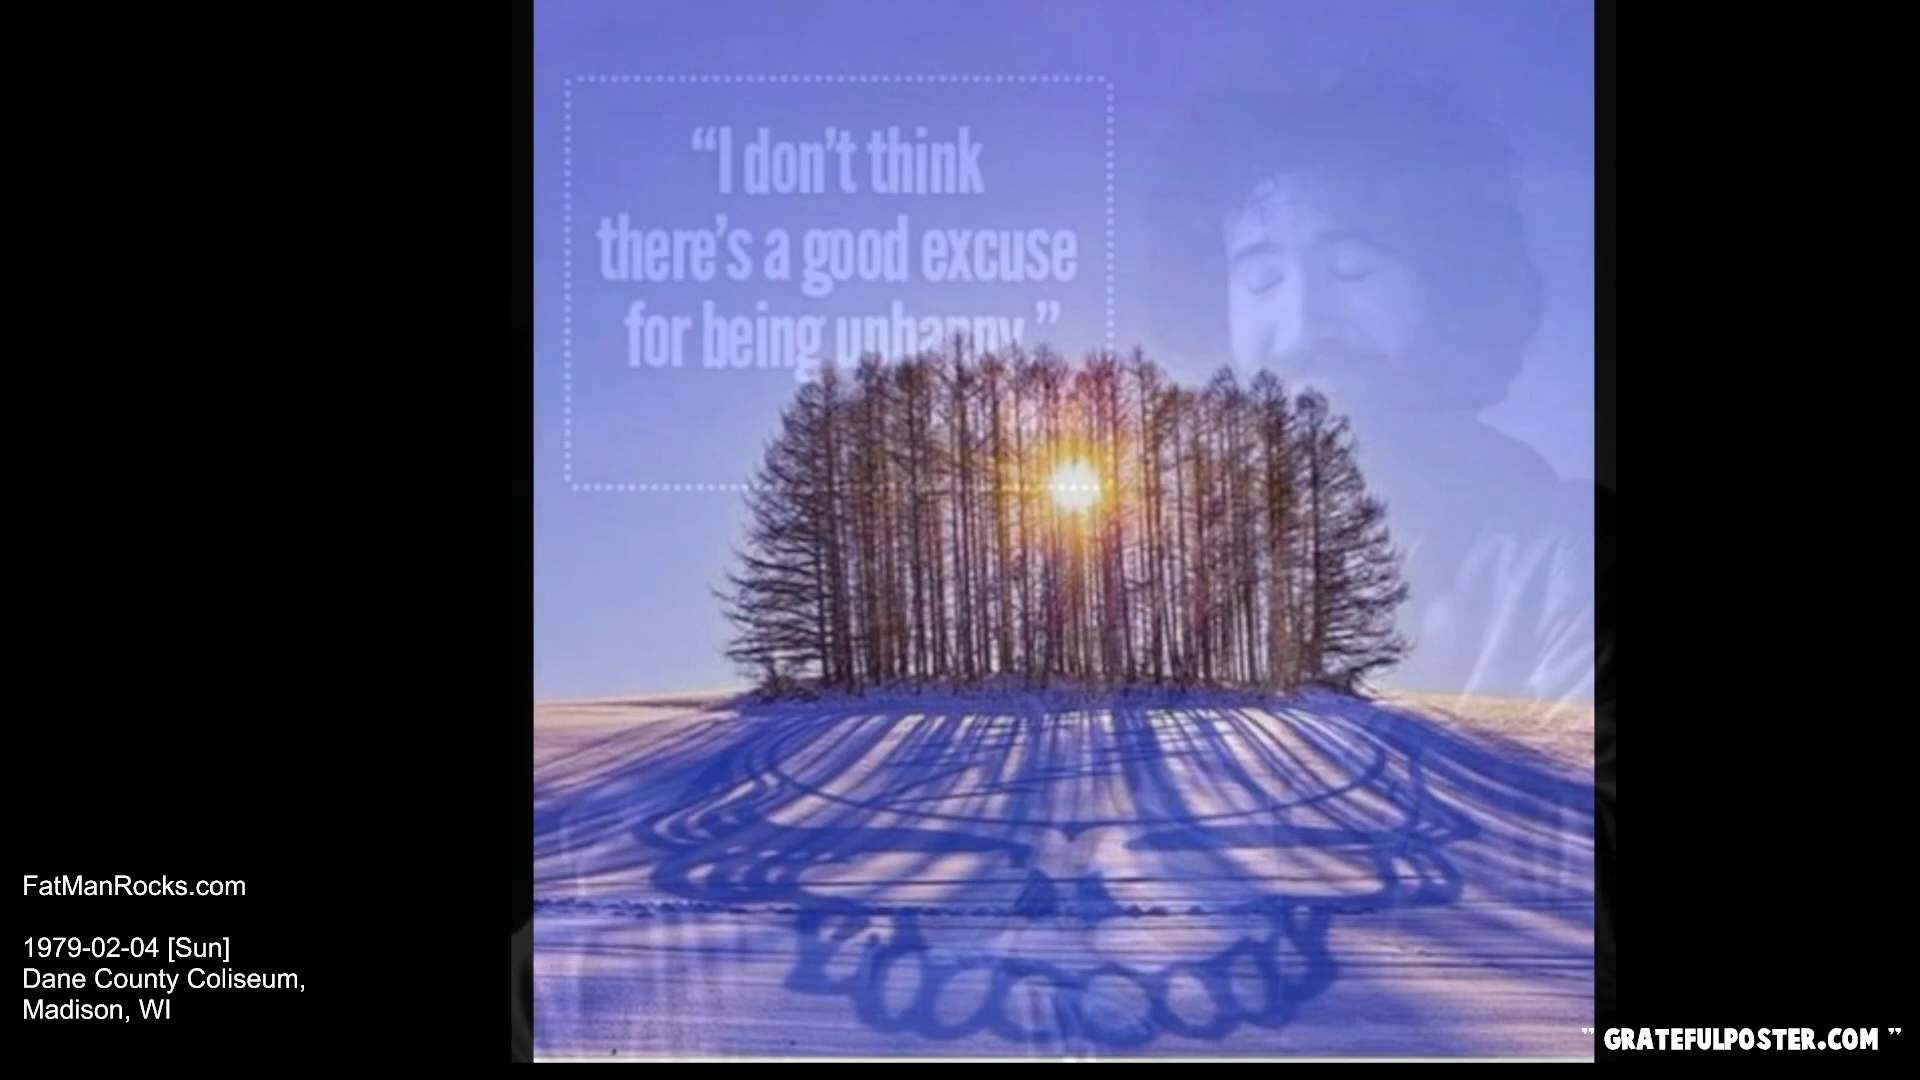 “I don't think
there's a good excuse
for being unhappy.”
FatManRocks.com
1979-02-04 [Sun]
Dane County Coliseum,
Madison, WI
" GRATEFULPOSTER.COM "